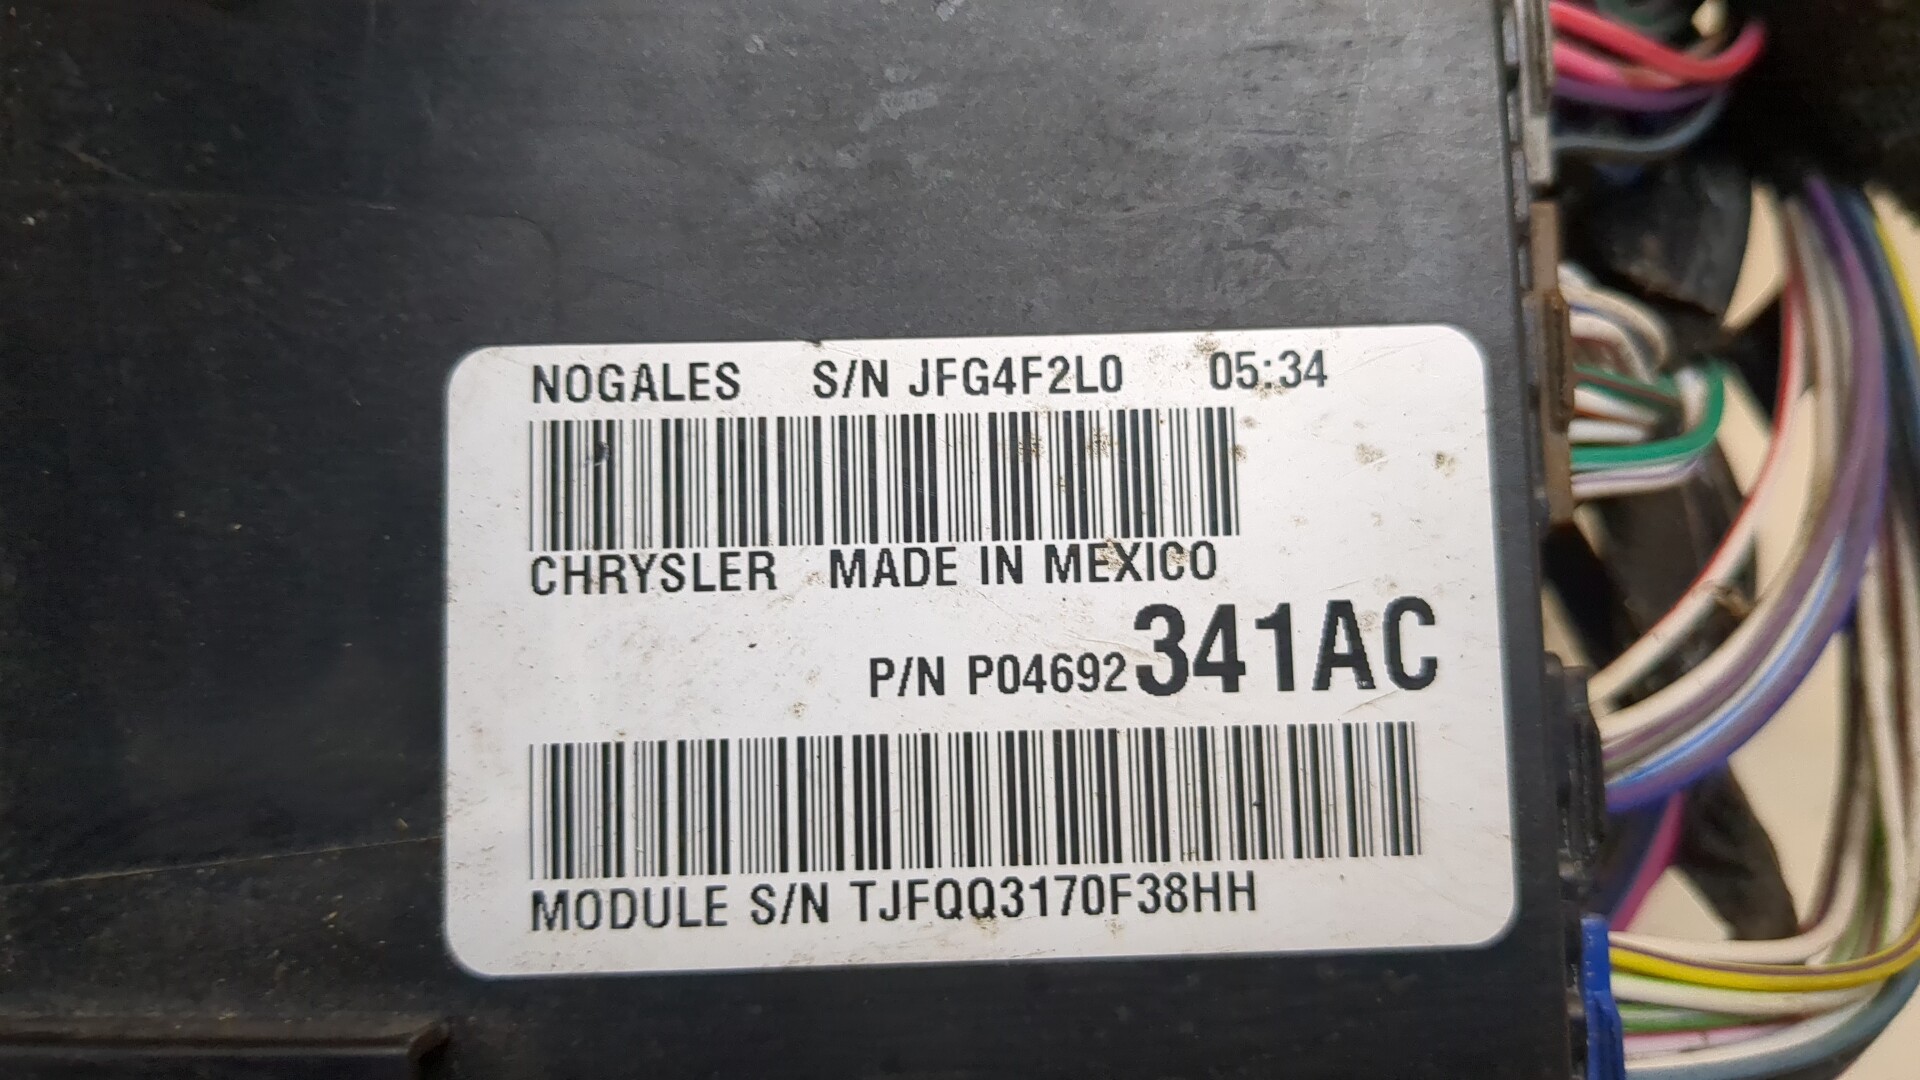 NOGALES S/N JFG4F2L0 05:34
CHRYSLER MADE IN MEXICO
P/N P04692341AC
MODULE S/N TJFQQ3170F38HH